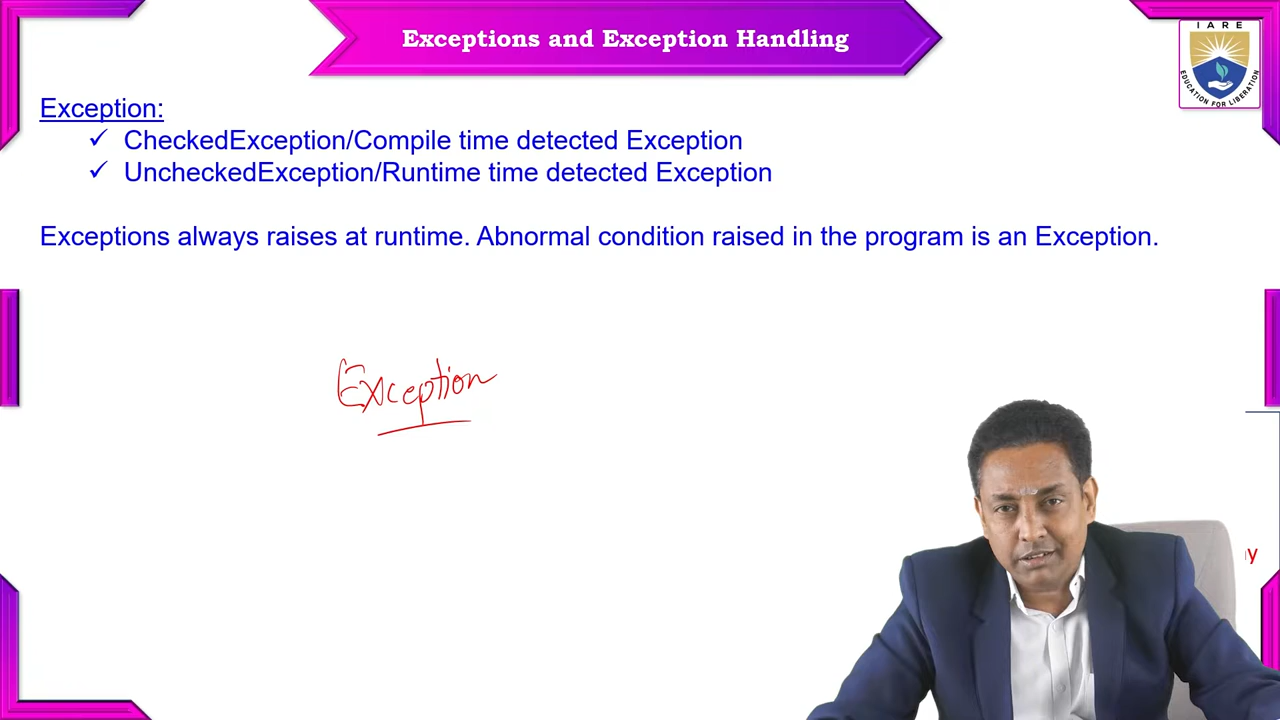 Exceptions and Exception Handling
IARE
EDUCATION FOR LIBERATION
Exception:
✓ CheckedException/Compile time detected Exception
✓ UncheckedException/Runtime time detected Exception
Exceptions always raises at runtime. Abnormal condition raised in the program is an Exception.
Exception